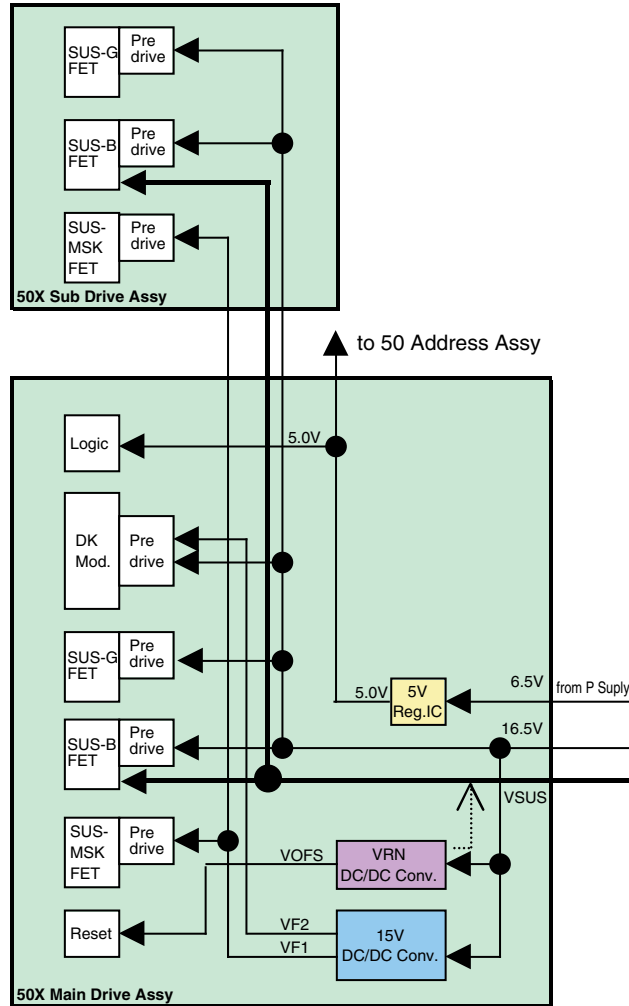 SUS-G
FET
Pre
drive
SUS-B
FET
Pre
drive
SUS-
MSK
FET
Pre
drive
50X Sub Drive Assy
to 50 Address Assy
Logic
5.0V
DK
Mod.
Pre
drive
SUS-G
FET
Pre
drive
5.0V
5V
Reg.IC
6.5V
from P Suply
16.5V
SUS-B
FET
Pre
drive
VSUS
SUS-
MSK
FET
Pre
drive
VOFS
VRN
DC/DC Conv.
Reset
VF2
VF1
15V
DC/DC Conv.
50X Main Drive Assy